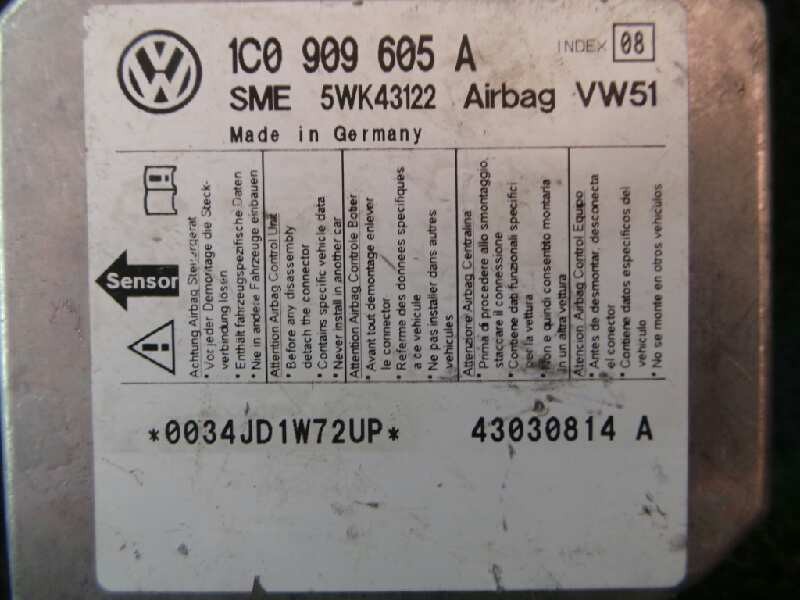 1C0 909 605 A INDEX 08
SME 5WK43122 Airbag VW51
Made in Germany
Sensor
Achtung Airbag Steuergerät
• Vor jeder Demontage die Steck-
verbindung lösen
• Enthält fahrzeugspezifische Daten
• Nie in andere Fahrzeuge einbauen
Attention Airbag Control Unit
• Before any disassembly
detach the connector
• Contains specific vehicle data
• Never install in another car
Attention Airbag Controle Boitier
• Avant tout demontage enlever
le connector
• Referme des donnees specifiques
a ce vehicule
• Ne pas installer dans autres
vehicules
Attenzione Airbag Centralina
• Prima di procedere allo smontaggio,
staccare il connessione
• Contiene dati funzionali specifici
per la vettura
• Non e quindi consentito montarla
in un altra vettura
Atencion Airbag Control Equipo
• Antes de desmontar, desconecta
el conector
• Contiene datos especificos del
vehiculo
• No se monte en otros vehiculos
*0034JD1W72UP* 43030814 A